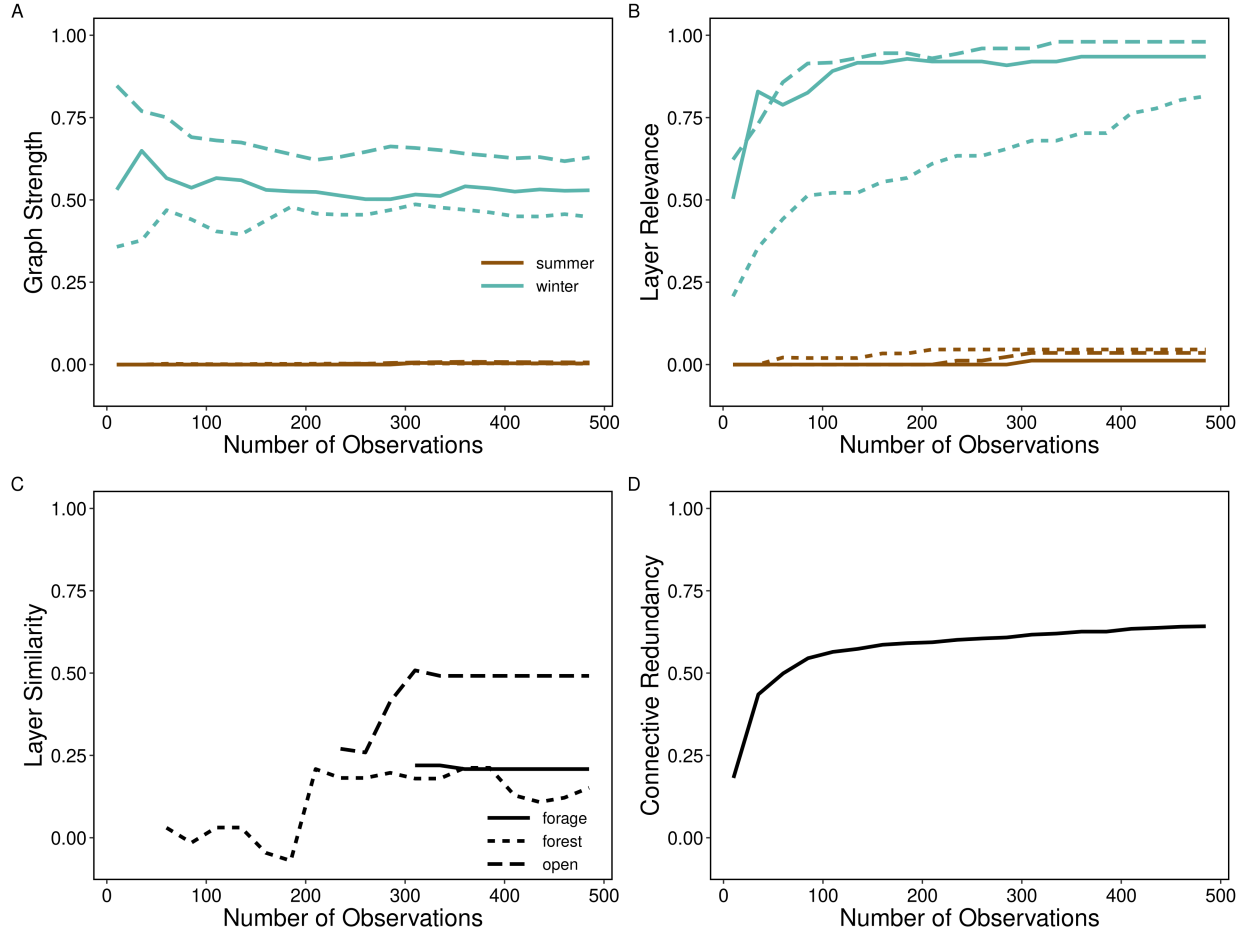 A
1.00
0.75
0.50
0.25
0.00
Graph Strength
summer
winter
0
100
200
300
400
500
Number of Observations
B
1.00
0.75
0.50
0.25
0.00
Layer Relevance
0
100
200
300
400
500
Number of Observations
C
1.00
0.75
0.50
0.25
0.00
Layer Similarity
forage
forest
open
0
100
200
300
400
500
Number of Observations
D
1.00
0.75
0.50
0.25
0.00
Connective Redundancy
0
100
200
300
400
500
Number of Observations